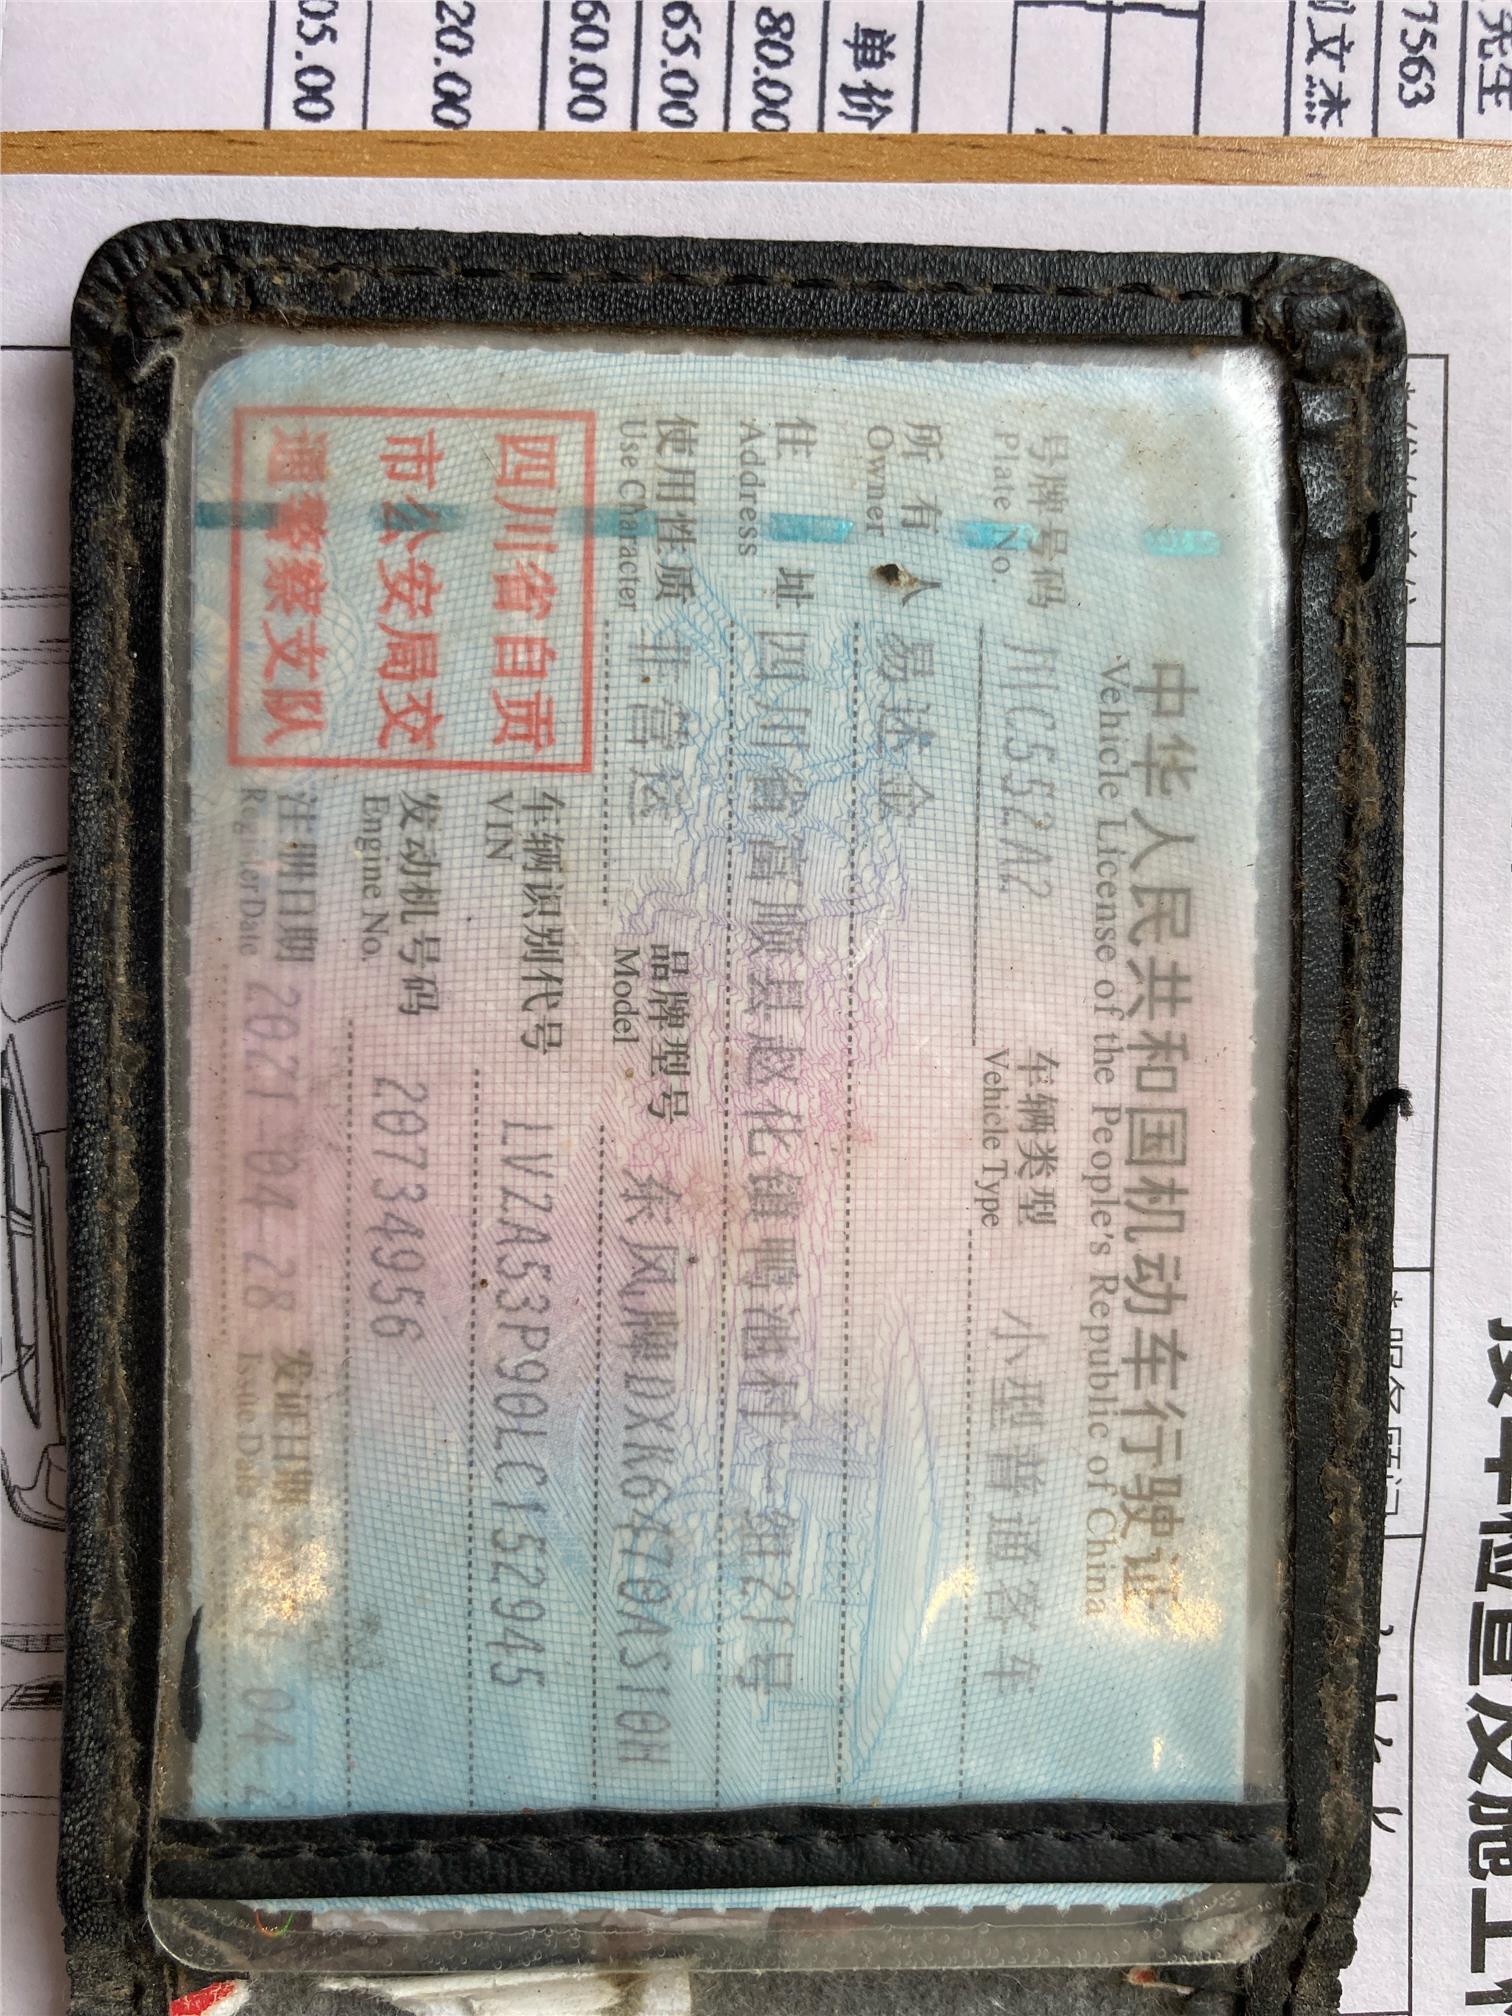 中华人民共和国机动车行驶证
Vehicle License of the People's Republic of China
号牌号码 川C552A2 车辆类型 小型普通客车
Plate No. Vehicle Type
所有人 易还金
Owner
住址 四川省富顺县赵化镇鸭池村 组21号
Address
使用性质 非营运 品牌型号 东风牌DXK6470AS10H
Use Character Model
车辆识别代号 LVZA53P90LC152945
VIN
发动机号码 20734956
Engine No.
注册日期 2021-04-28 发证日期 04-2
Register Date Issue Date
四川省自贡
市公安局交
通警察支队
单价
80.00
65.00
60.00
20.00
05.00
7563
文杰